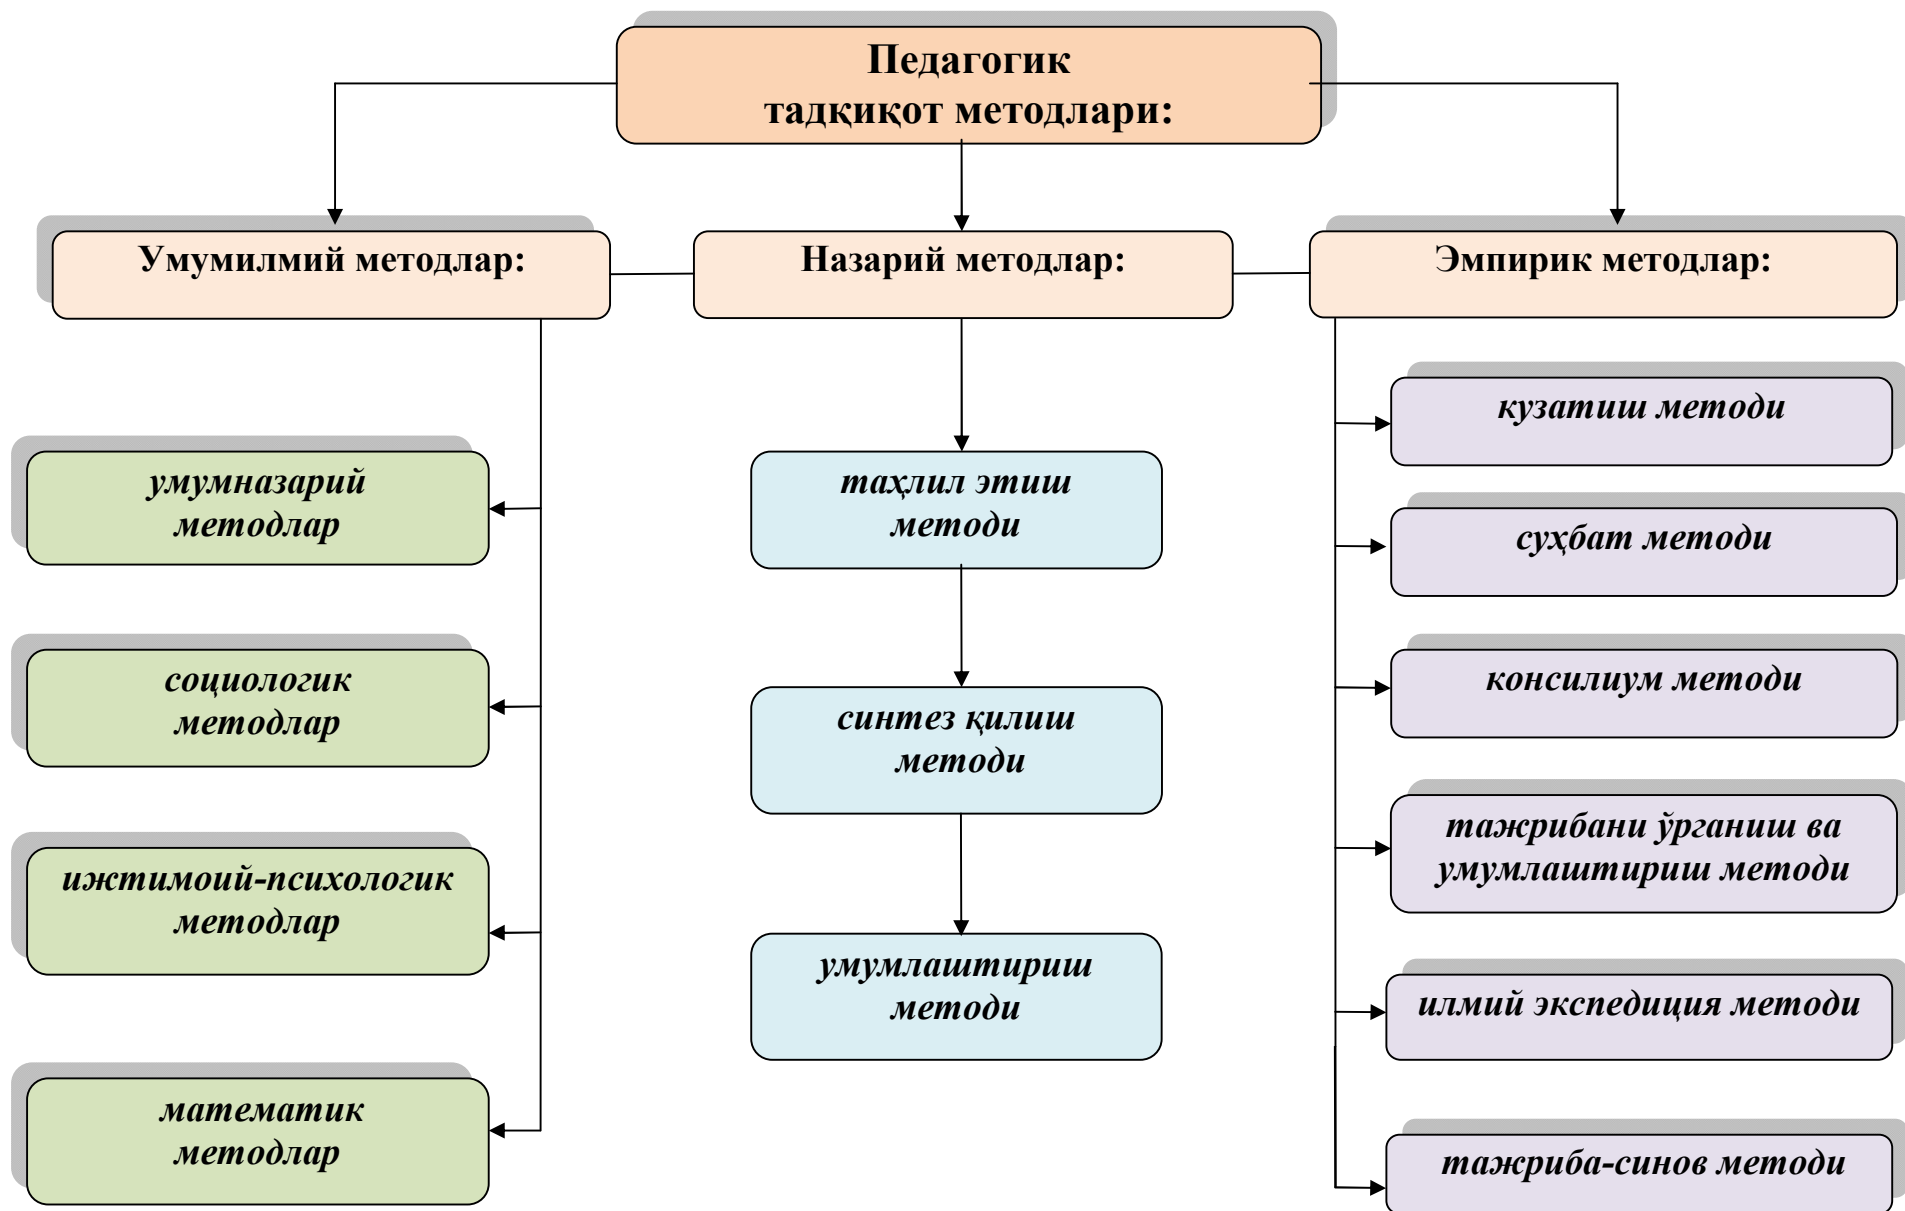 Педагогик
тадқиқот методлари:
Умумилмий методлар:
Назарий методлар:
Эмпирик методлар:
умумназарий
методлар
социологик
методлар
ижтимоий-психологик
методлар
математик
методлар
таҳлил этиш
методи
синтез қилиш
методи
умумлаштириш
методи
кузатиш методи
суҳбат методи
консилиум методи
тажрибани ўрганиш ва
умумлаштириш методи
илмий экспедиция методи
тажриба-синов методи